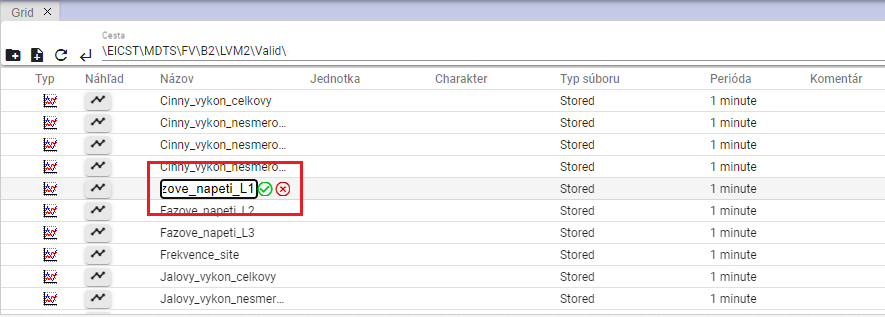 Grid
Cesta
\EICST\MDTS\FV\B2\LVM2\Valid\
Typ Náhľad Názov Jednotka Charakter Typ súboru Perióda Komentár
Cinny_vykon_celkovy Stored 1 minute
Cinny_vykon_nesmero... Stored 1 minute
Cinny_vykon_nesmero... Stored 1 minute
Cinny_vykon_nesmero... Stored 1 minute
zove_napeti_L1 Stored 1 minute
Fazove_napeti_L2 Stored 1 minute
Fazove_napeti_L3 Stored 1 minute
Frekvence_site Stored 1 minute
Jalovy_vykon_celkovy Stored 1 minute
Jalovy_vykon_nesmer... Stored 1 minute